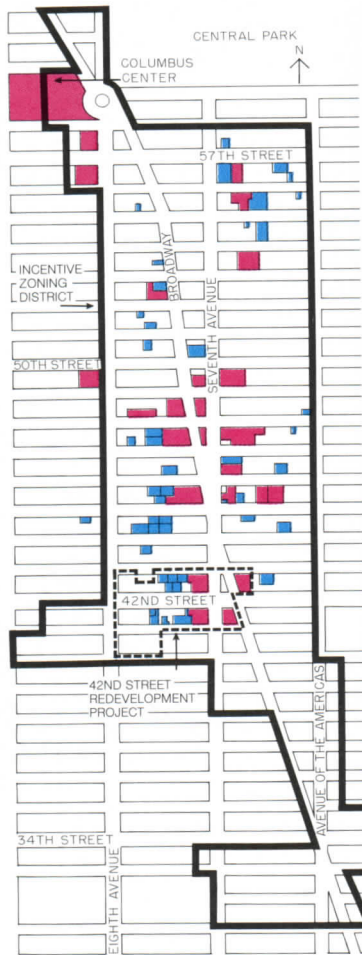 CENTRAL PARK
N
COLUMBUS
CENTER
57TH STREET
BROADWAY
INCENTIVE
ZONING
DISTRICT
SEVENTH AVENUE
50TH STREET
42ND STREET
42ND STREET
REDEVELOPMENT
PROJECT
AVENUE OF THE AMERICAS
34TH STREET
EIGHTH AVENUE